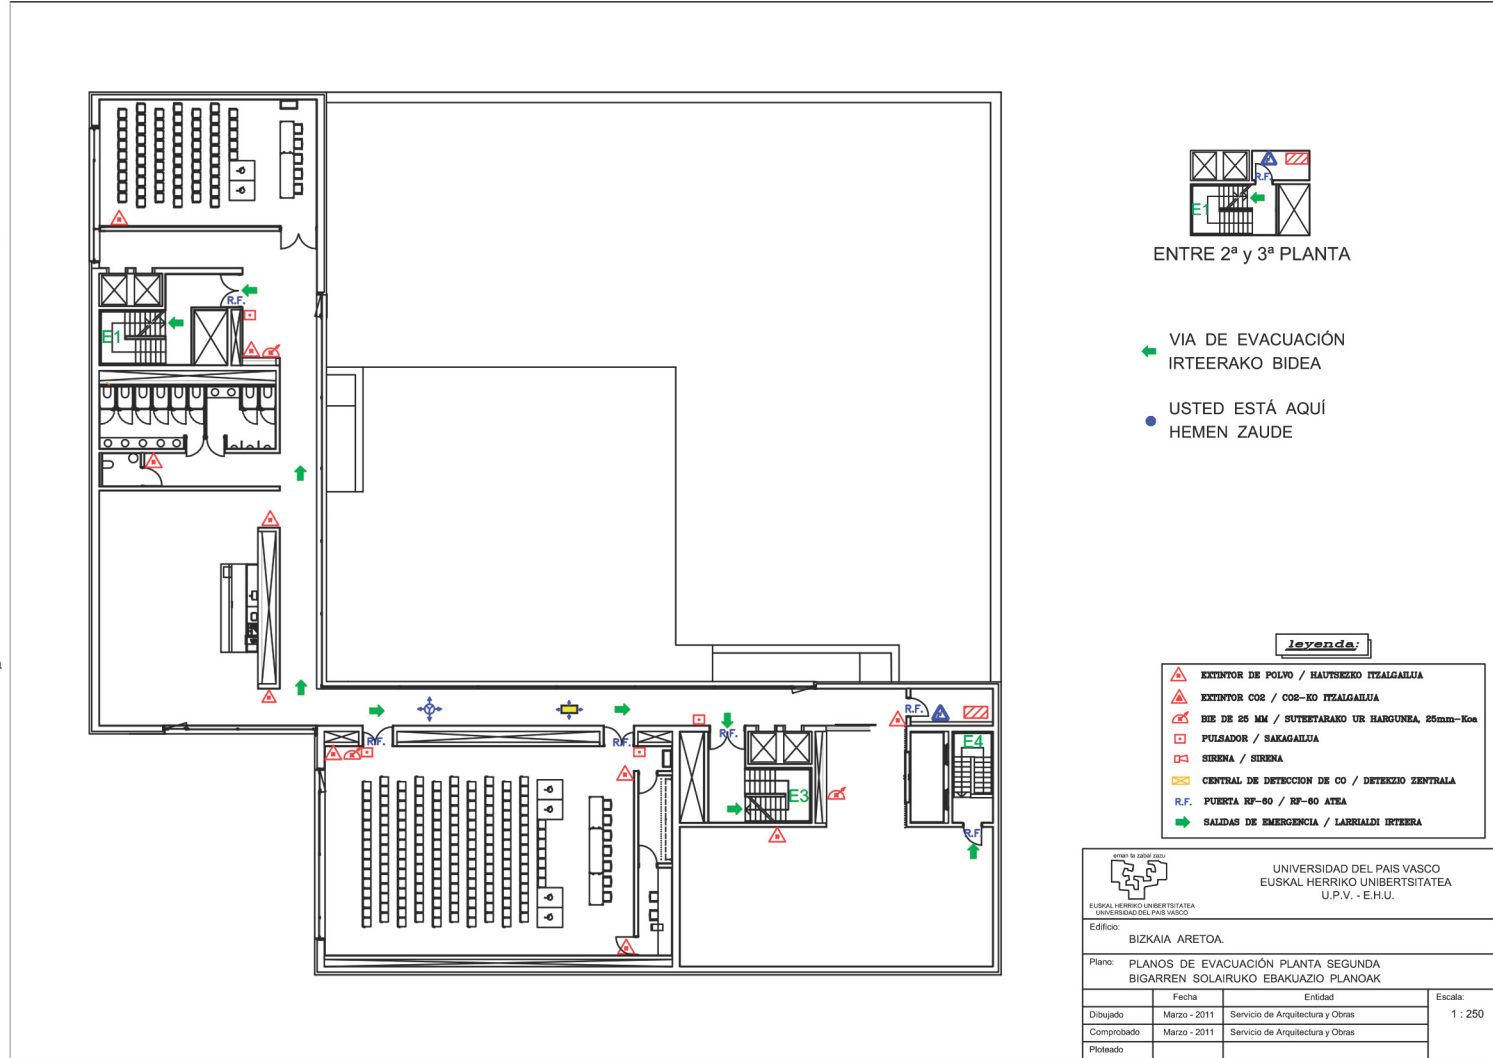 R.F.
E1
R.F.
R.F.
R.F.
R.F.
E3
E4
R.F.
R.F.
E1
ENTRE 2ª y 3ª PLANTA
VIA DE EVACUACIÓN
IRTEERAKO BIDEA
USTED ESTÁ AQUÍ
HEMEN ZAUDE
leyenda:
EXTINTOR DE POLVO / HAUTSEZKO ITZALGAILUA
EXTINTOR CO2 / CO2-KO ITZALGAILUA
BIE DE 25 MM / SUTEETARAKO UR HARGUNEA, 25mm-Koa
PULSADOR / SAKAGAILUA
SIRENA / SIRENA
CENTRAL DE DETECCION DE CO / DETEKZIO ZENTRALA
R.F. PUERTA RF-60 / RF-60 ATEA
SALIDAS DE EMERGENCIA / LARRIALDI IRTEERA
eman ta zabal zazu
EUSKAL HERRIKO UNIBERTSITATEA
UNIVERSIDAD DEL PAIS VASCO
UNIVERSIDAD DEL PAIS VASCO
EUSKAL HERRIKO UNIBERTSITATEA
U.P.V. - E.H.U.
Edificio:
BIZKAIA ARETOA.
Plano: PLANOS DE EVACUACIÓN PLANTA SEGUNDA
BIGARREN SOLAIRUKO EBAKUAZIO PLANOAK
Fecha Entidad Escala:
Dibujado Marzo - 2011 Servicio de Arquitectura y Obras 1 : 250
Comprobado Marzo - 2011 Servicio de Arquitectura y Obras
Ploteado